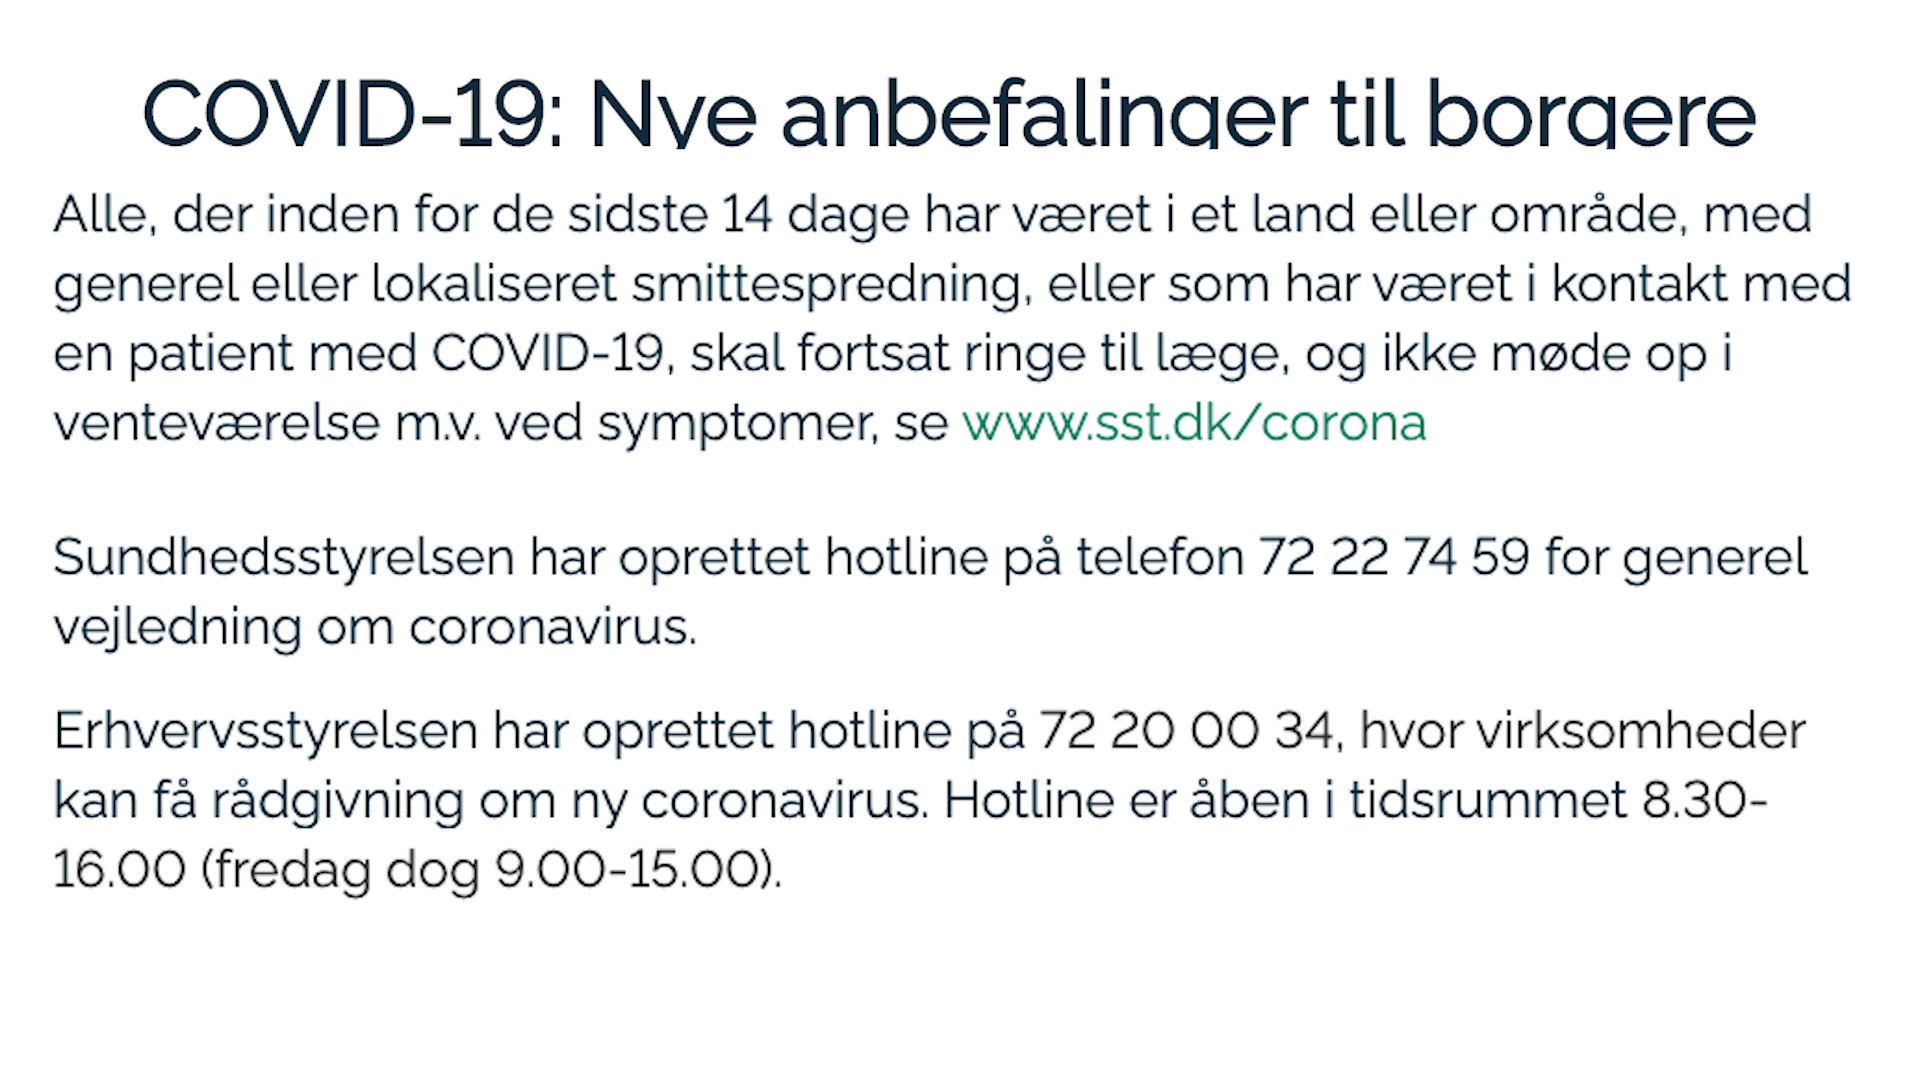 COVID-19: Nye anbefalinger til borgere
Alle, der inden for de sidste 14 dage har været i et land eller område, med
generel eller lokaliseret smittespredning, eller som har været i kontakt med
en patient med COVID-19, skal fortsat ringe til læge, og ikke møde op i
venteværelse m.v. ved symptomer, se www.sst.dk/corona
Sundhedsstyrelsen har oprettet hotline på telefon 72 22 74 59 for generel
vejledning om coronavirus.
Erhvervsstyrelsen har oprettet hotline på 72 20 00 34, hvor virksomheder
kan få rådgivning om ny coronavirus. Hotline er åben i tidsrummet 8.30-
16.00 (fredag dog 9.00-15.00).